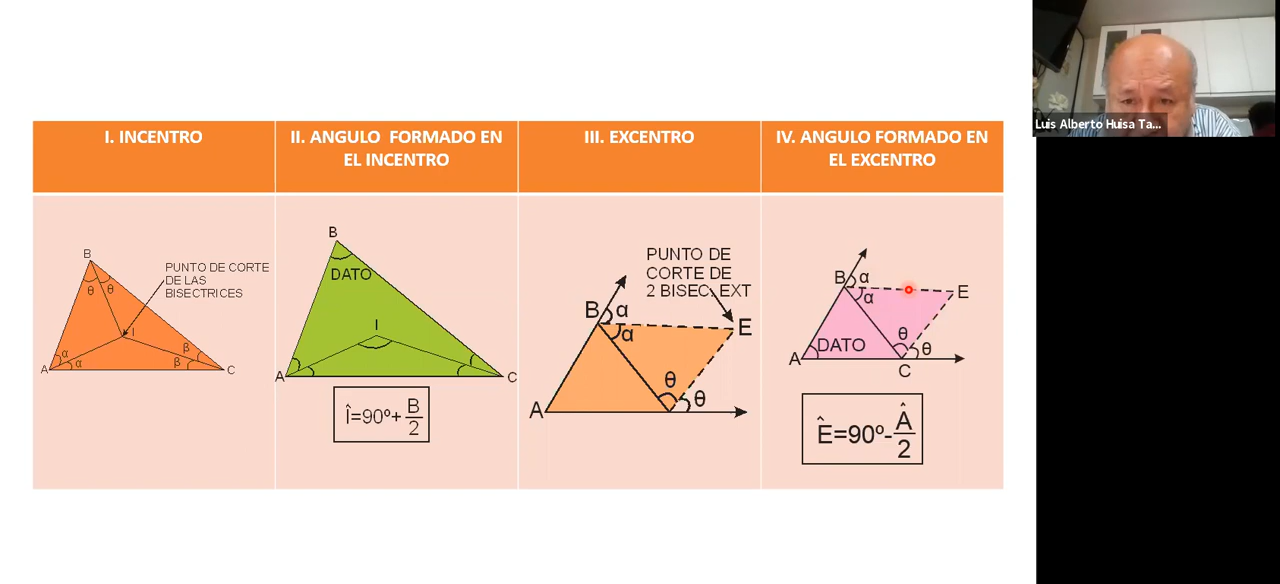 Luis Alberto Huisa Ta...
I. INCENTRO
II. ANGULO FORMADO EN
EL INCENTRO
III. EXCENTRO
IV. ANGULO FORMADO EN
EL EXCENTRO
B
θ θ
PUNTO DE CORTE
DE LAS
BISECTRICES
I
α
α
β
β
A
C
B
DATO
I
A
C
Î=90º+B/2
PUNTO DE
CORTE DE
2 BISEC. EXT
B α
α
E
θ
θ
A
B α
α
E
θ
θ
A DATO
C
Ê=90º-Â/2